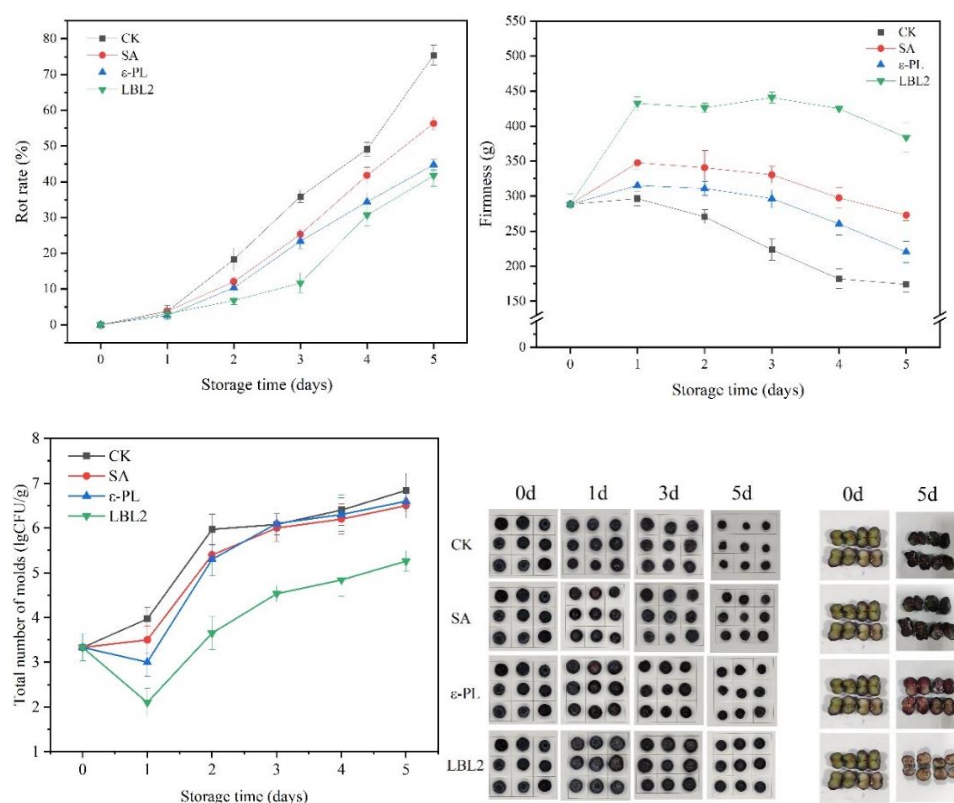 80
70
60
50
40
30
20
10
0
Rot rate (%)
CK
SA
ε-PL
LBL2
0 1 2 3 4 5
Storage time (days)
450
400
350
300
250
200
150
0
Firmness (g)
CK
SA
ε-PL
LBL2
0 1 2 3 4 5
Storage time (days)
8
7
6
5
4
3
2
1
Total number of molds (lgCFU/g)
CK
SA
ε-PL
LBL2
0 1 2 3 4 5
Storage time (days)
0d 1d 3d 5d 0d 5d
CK
SA
ε-PL
LBL2